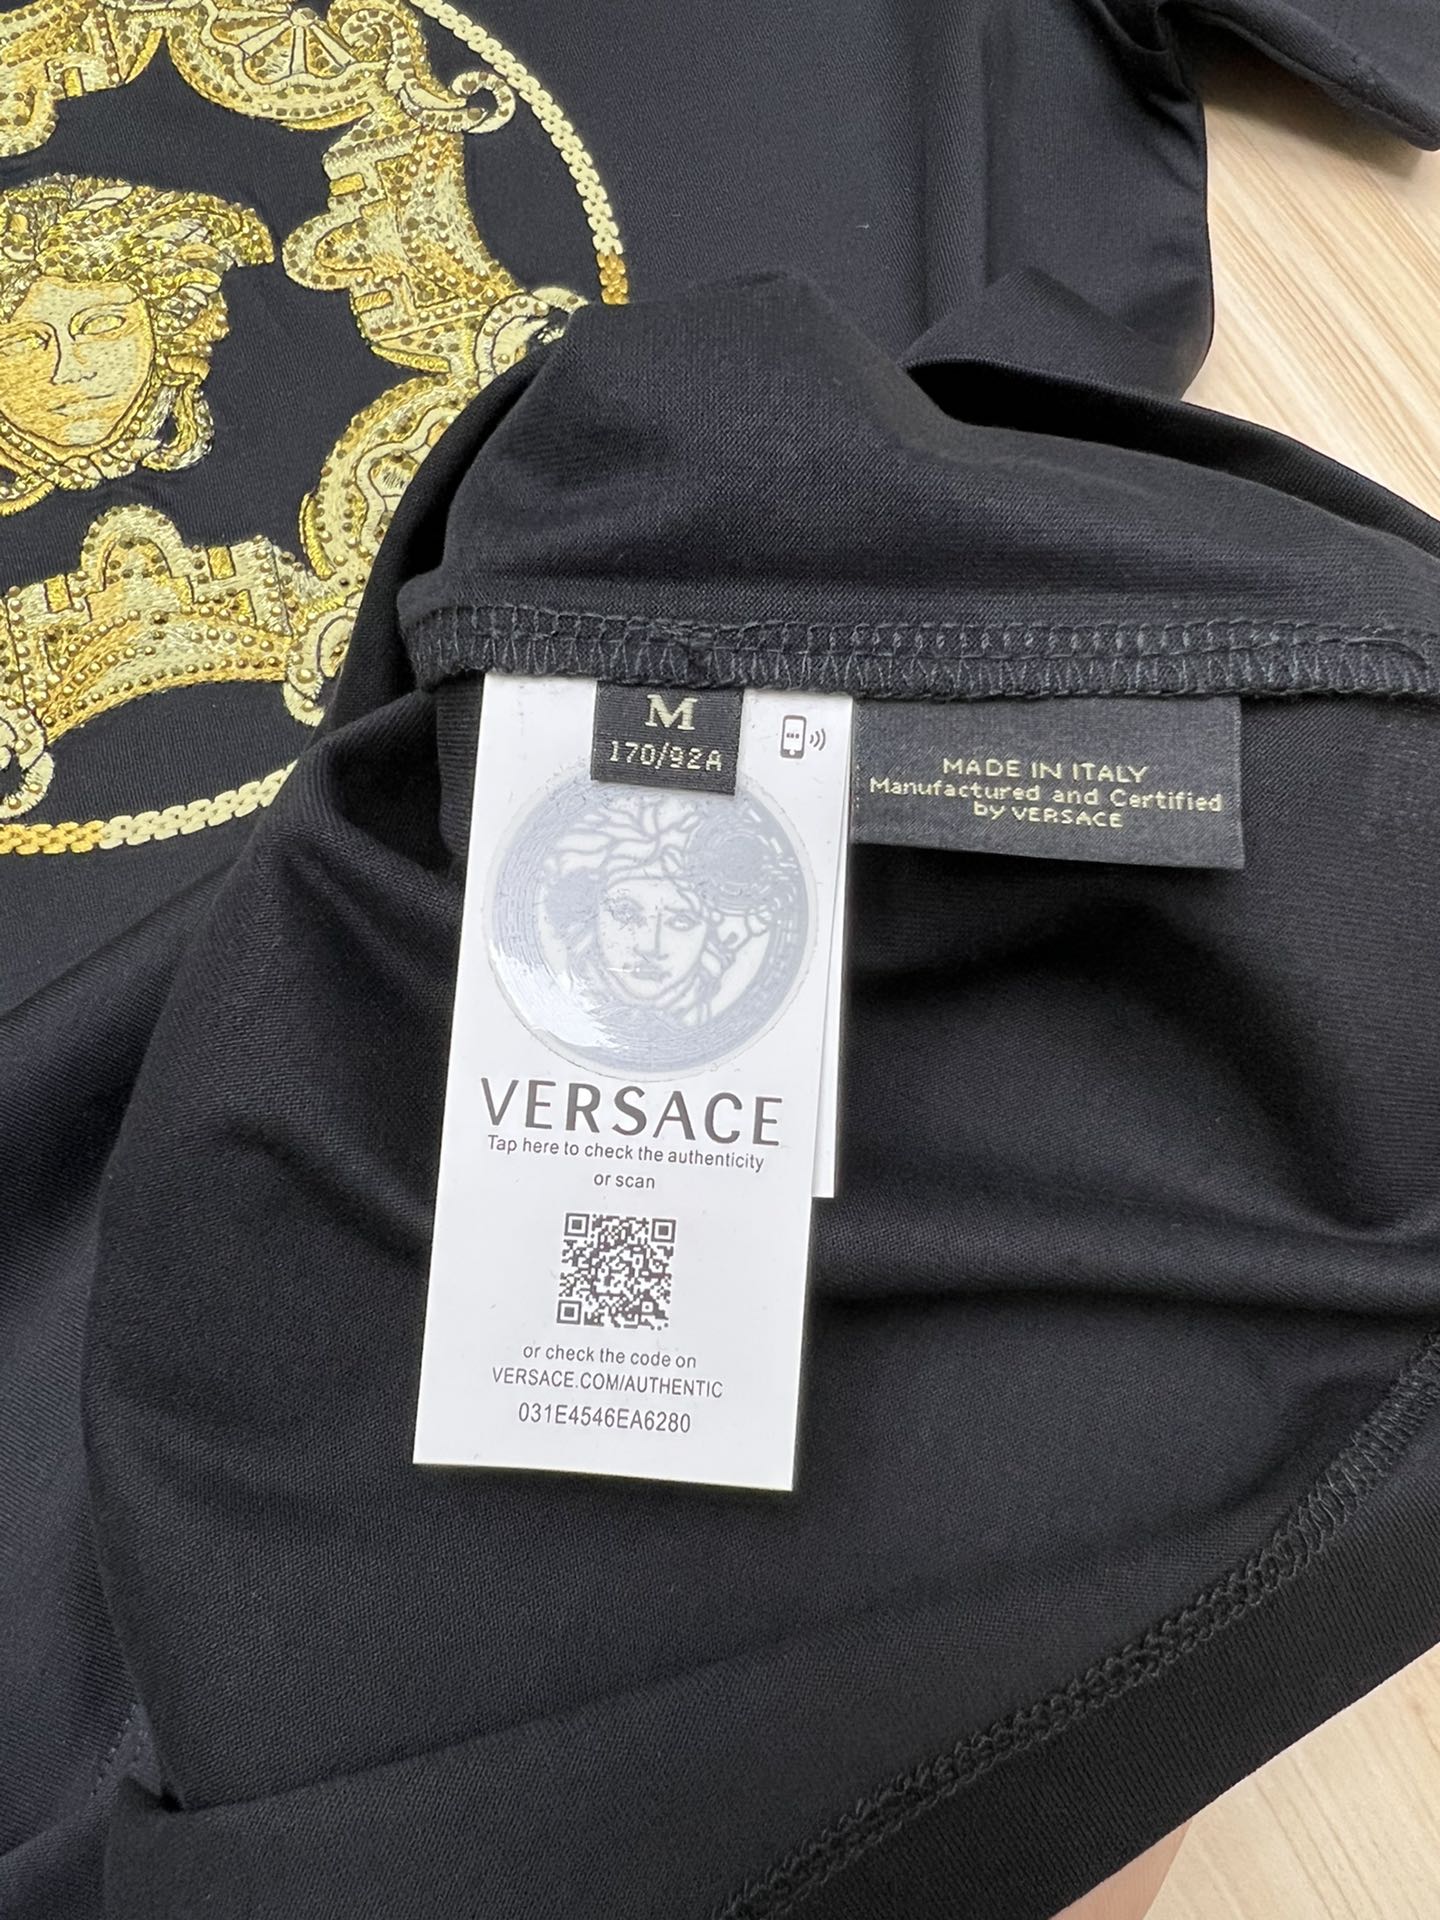 M
170/92A
MADE IN ITALY
Manufactured and Certified
by VERSACE
VERSACE
Tap here to check the authenticity
or scan
or check the code on
VERSACE.COM/AUTHENTIC
031E4546EA6280